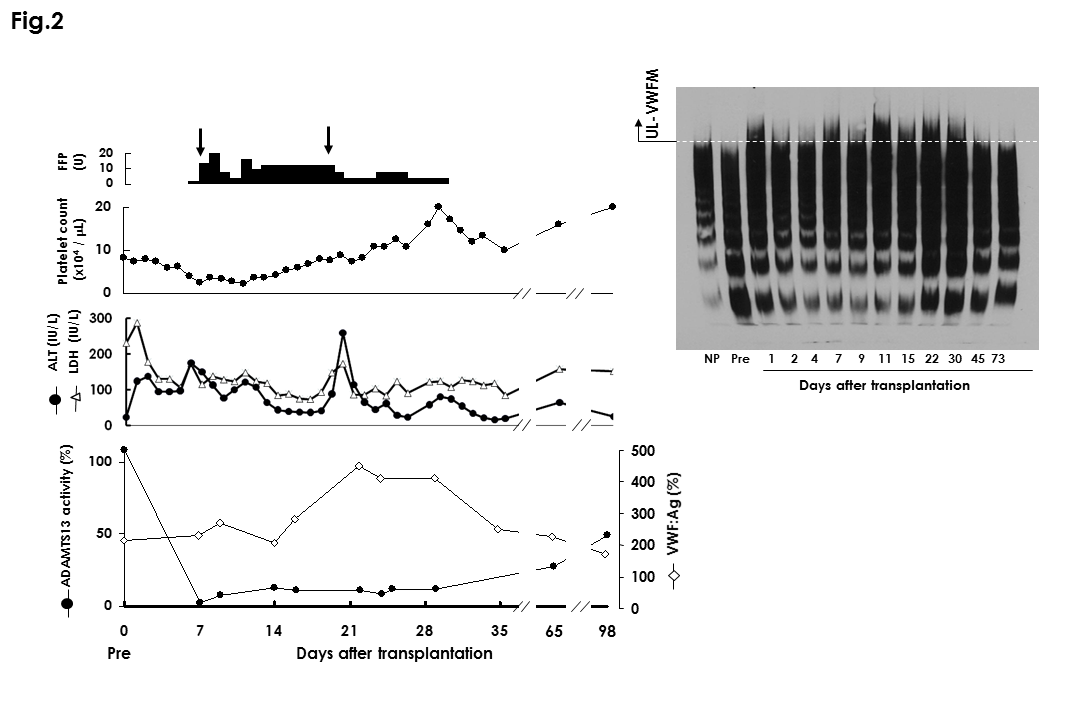 Fig.2
FFP
(U)
20
10
0
Platelet count
(x10⁴ / μL)
20
10
0
ALT (IU/L)
LDH (IU/L)
300
200
100
0
ADAMTS13 activity (%)
100
50
0
500
400
300
200
100
0
VWF:Ag (%)
0 7 14 21 28 35 65 98
Pre Days after transplantation
UL- VWFM
NP Pre 1 2 4 7 9 11 15 22 30 45 73
Days after transplantation